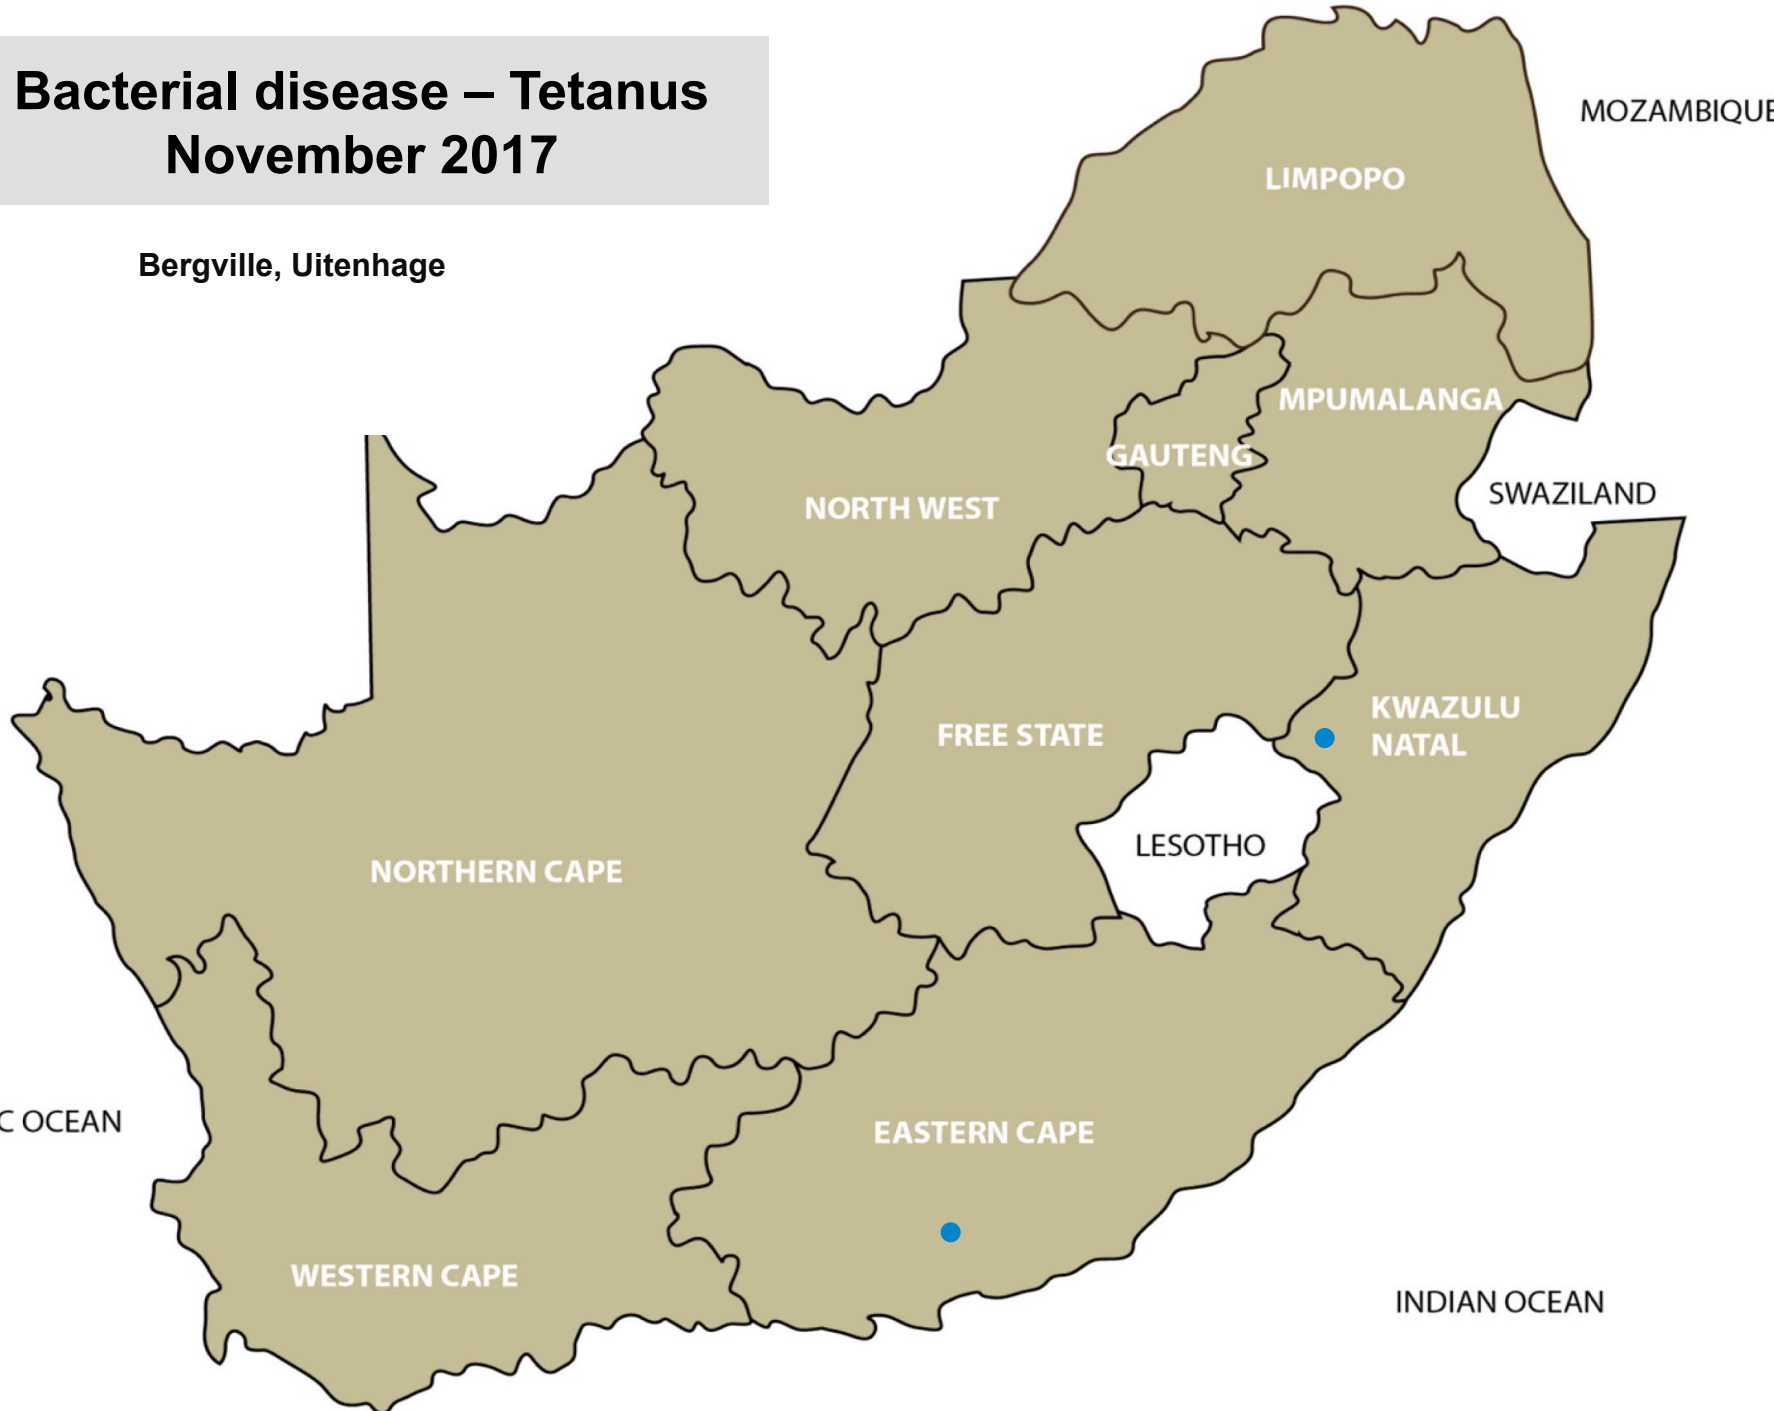 Bacterial disease – Tetanus
November 2017
Bergville, Uitenhage
MOZAMBIQUE
LIMPOPO
MPUMALANGA
GAUTENG
NORTH WEST
SWAZILAND
KWAZULU
NATAL
FREE STATE
LESOTHO
NORTHERN CAPE
C OCEAN
EASTERN CAPE
WESTERN CAPE
INDIAN OCEAN